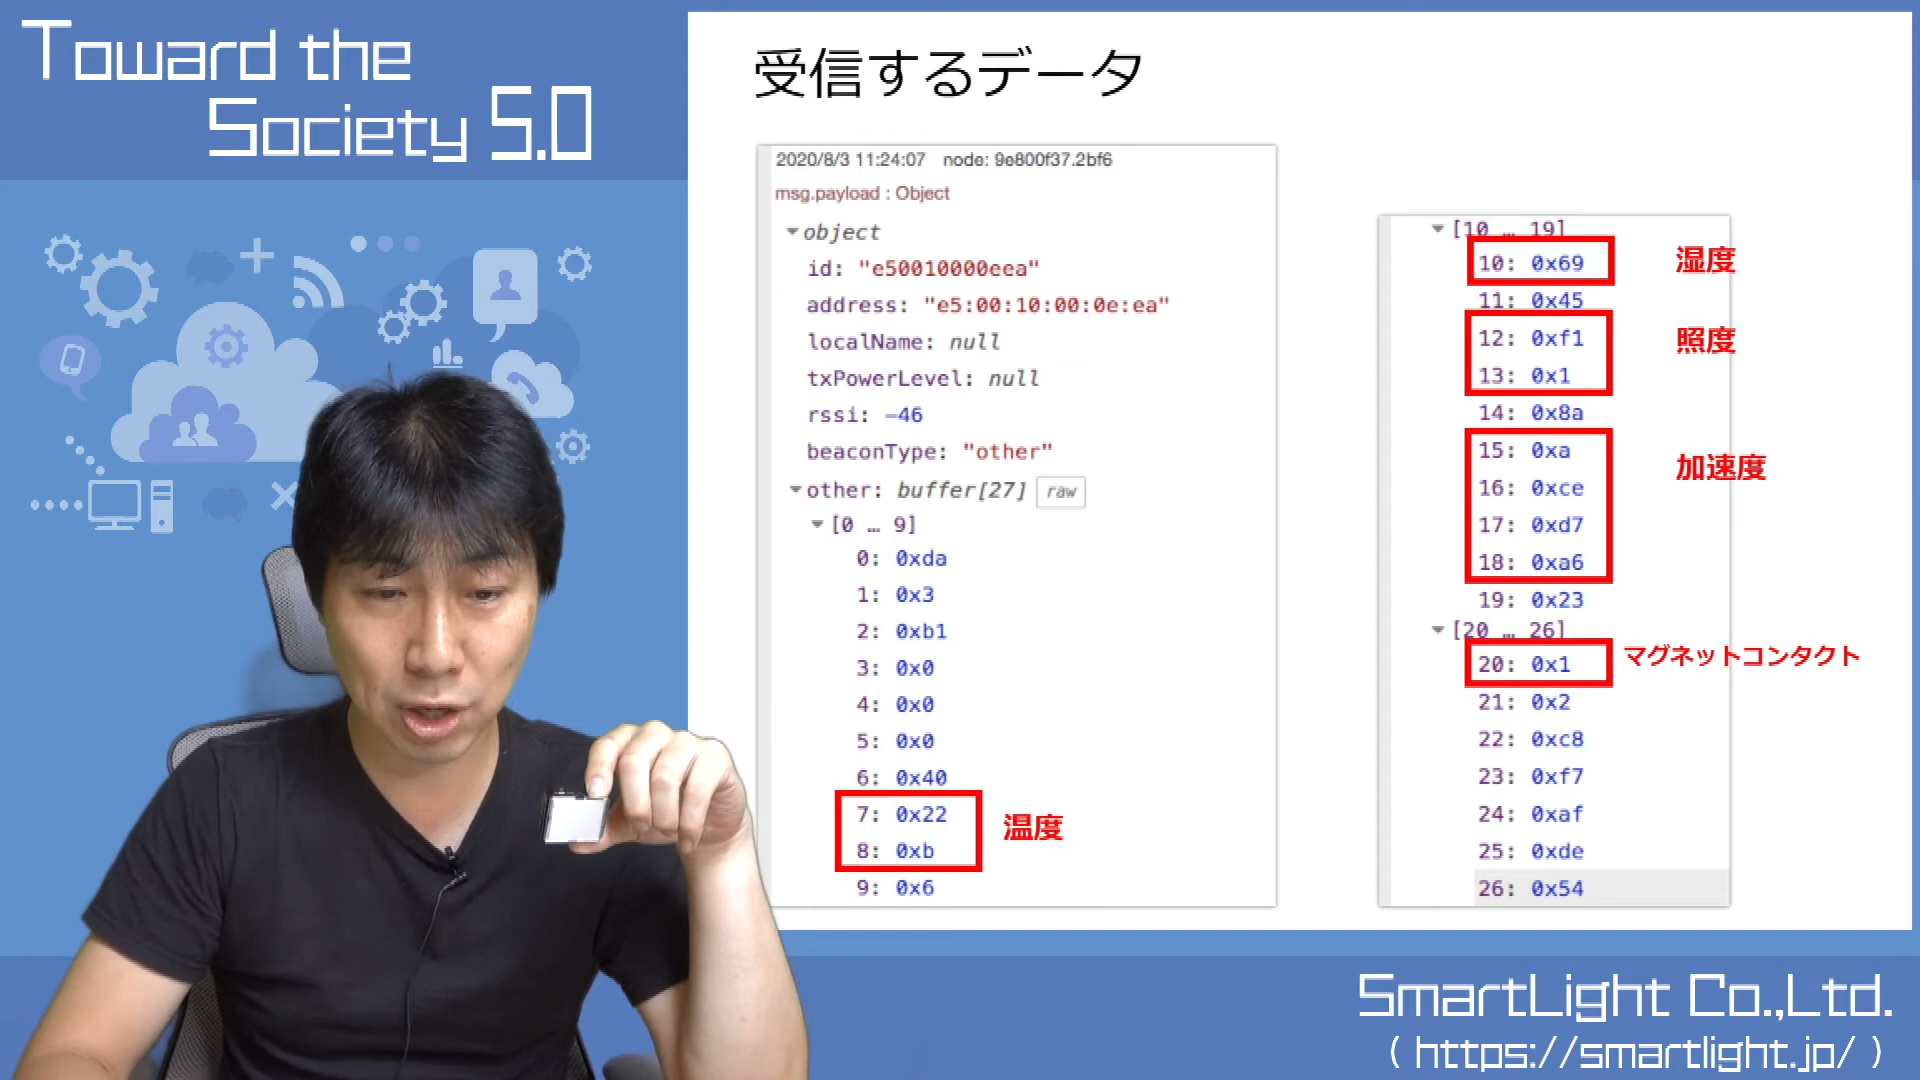 Toward the
Society 5.0
受信するデータ
2020/8/3 11:24:07 node: 9e800f37.2bf6
msg.payload : Object
object
id: "e50010000eea"
address: "e5:00:10:00:0e:ea"
localName: null
txPowerLevel: null
rssi: -46
beaconType: "other"
other: buffer[27] raw
[0 … 9]
0: 0xda
1: 0x3
2: 0xb1
3: 0x0
4: 0x0
5: 0x0
6: 0x40
7: 0x22
8: 0xb
温度
9: 0x6
[10 … 19]
10: 0x69
湿度
11: 0x45
12: 0xf1
照度
13: 0x1
14: 0x8a
15: 0xa
加速度
16: 0xce
17: 0xd7
18: 0xa6
19: 0x23
[20 … 26]
20: 0x1
マグネットコンタクト
21: 0x2
22: 0xc8
23: 0xf7
24: 0xaf
25: 0xde
26: 0x54
SmartLight Co.,Ltd.
( https://smartlight.jp/ )